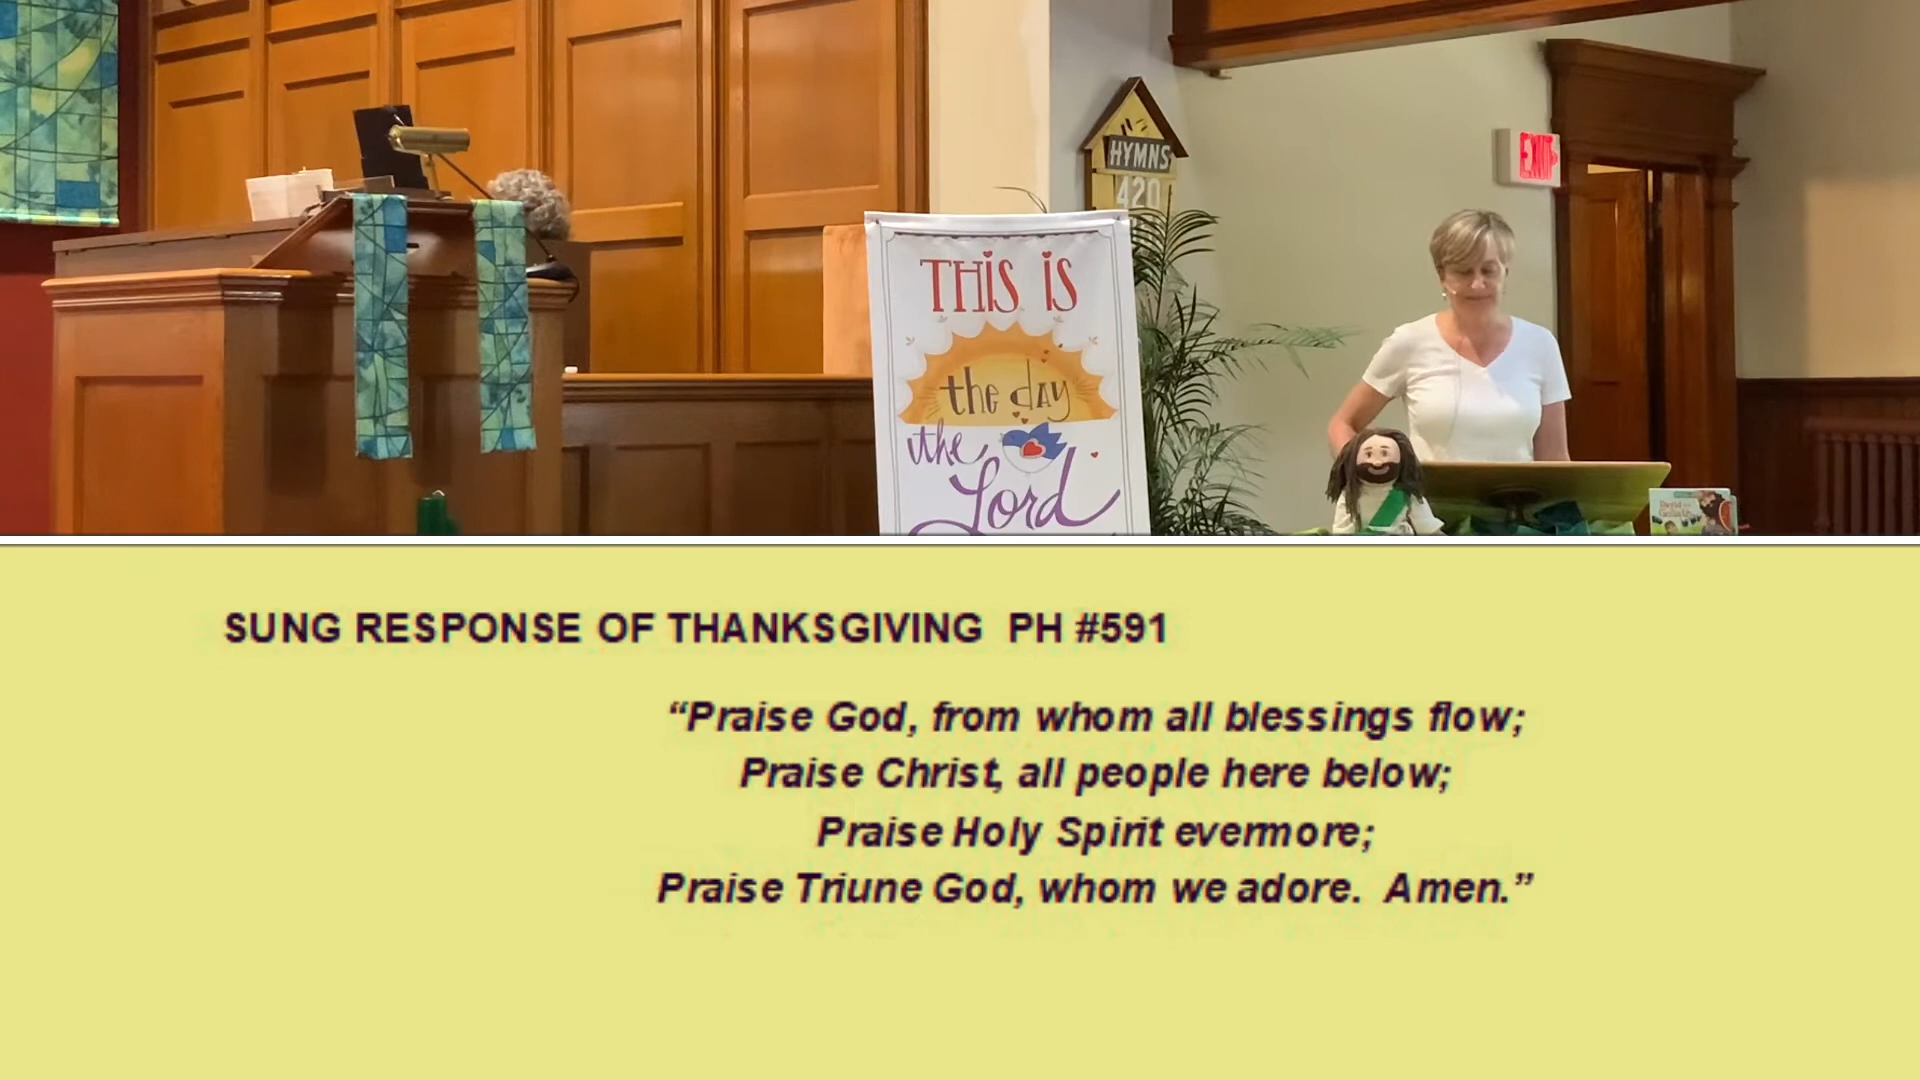 HYMNS
420
EXIT
THIS IS
the day
the
Lord
David
Goliath
SUNG RESPONSE OF THANKSGIVING PH #591
“Praise God, from whom all blessings flow;
Praise Christ, all people here below;
Praise Holy Spirit evermore;
Praise Triune God, whom we adore. Amen.”